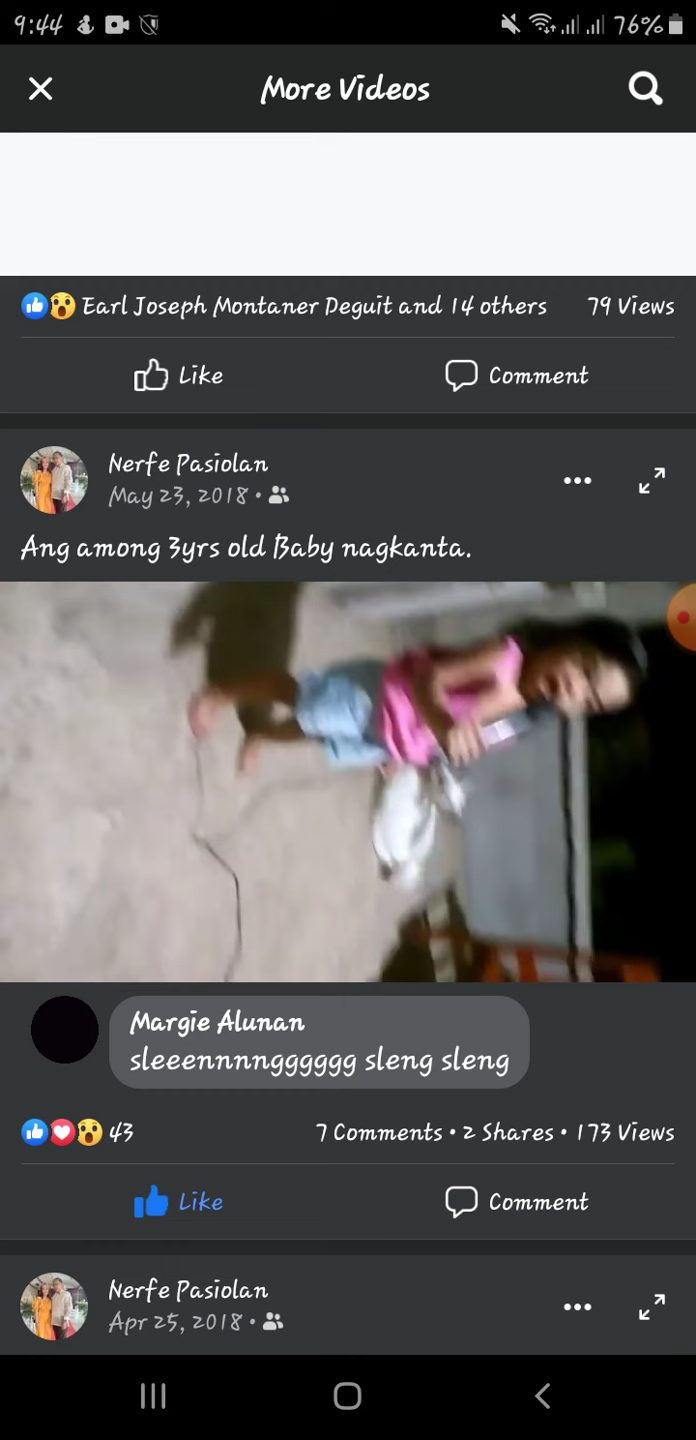 9:44 76%
More Videos
Earl Joseph Montaner Deguit and 14 others 79 Views
Like Comment
Nerfe Pasiolan
May 23, 2018 •
Ang among 3yrs old Baby nagkanta.
Margie Alunan
sleeennnngggggg sleng sleng
43 7 Comments • 2 Shares • 173 Views
Like Comment
Nerfe Pasiolan
Apr 25, 2018 •